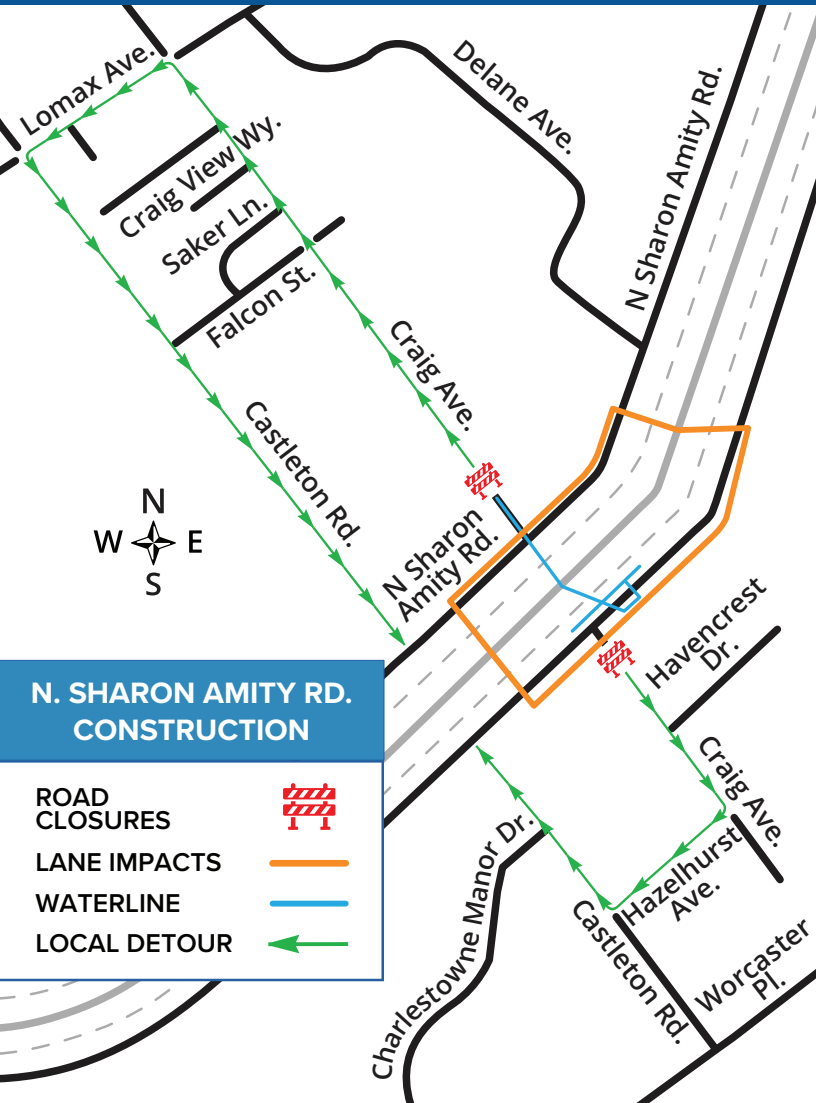 Lomax Ave.
Delane Ave.
N Sharon Amity Rd.
Craig View Wy.
Saker Ln.
Falcon St.
Craig Ave.
Castleton Rd.
N
W
E
S
N Sharon
Amity Rd.
Havencrest
Dr.
Craig Ave.
Hazelhurst
Ave.
Charlestowne Manor Dr.
Castleton Rd.
Worcaster
Pl.
N. SHARON AMITY RD.
CONSTRUCTION
ROAD
CLOSURES
LANE IMPACTS
WATERLINE
LOCAL DETOUR